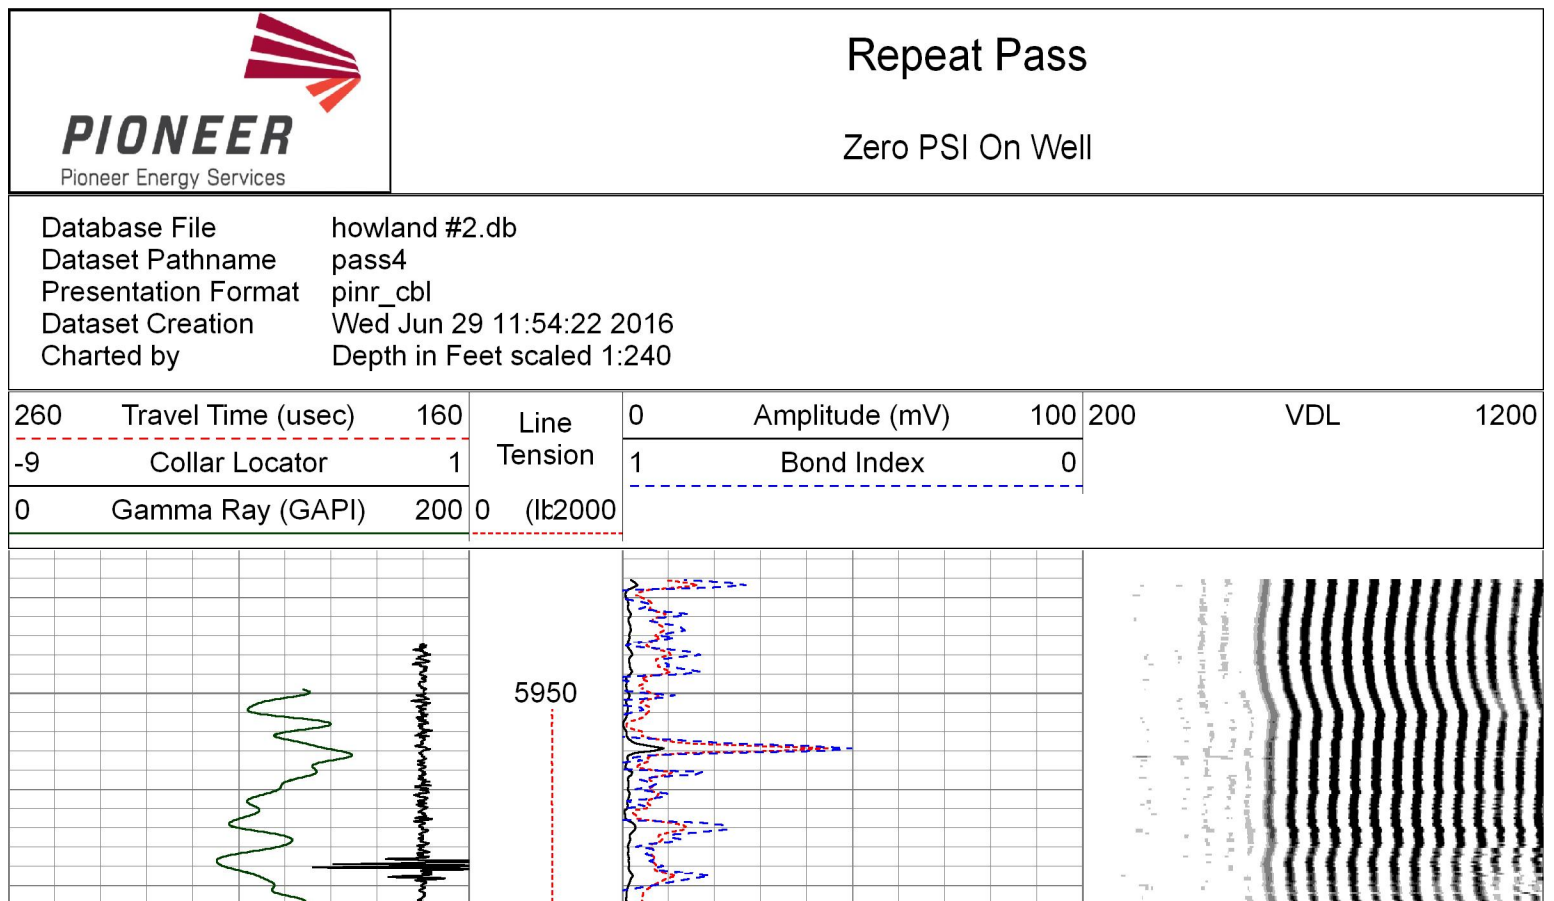 Repeat Pass
Zero PSI On Well
PIONEER
Pioneer Energy Services
Database File howland #2.db
Dataset Pathname pass4
Presentation Format pinr_cbl
Dataset Creation Wed Jun 29 11:54:22 2016
Charted by Depth in Feet scaled 1:240
260 Travel Time (usec) 160
-9 Collar Locator 1
0 Gamma Ray (GAPI) 200
Line
Tension
0 (lb2000
0 Amplitude (mV) 100
1 Bond Index 0
200 VDL 1200
5950